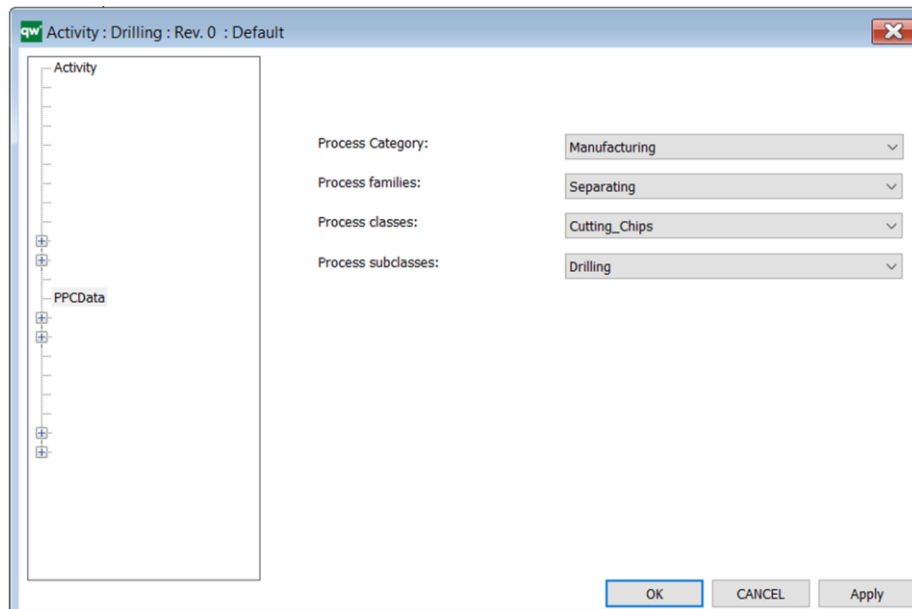 qw Activity : Drilling : Rev. 0 : Default
Activity
PPCData
Process Category: Manufacturing
Process families: Separating
Process classes: Cutting_Chips
Process subclasses: Drilling
OK CANCEL Apply